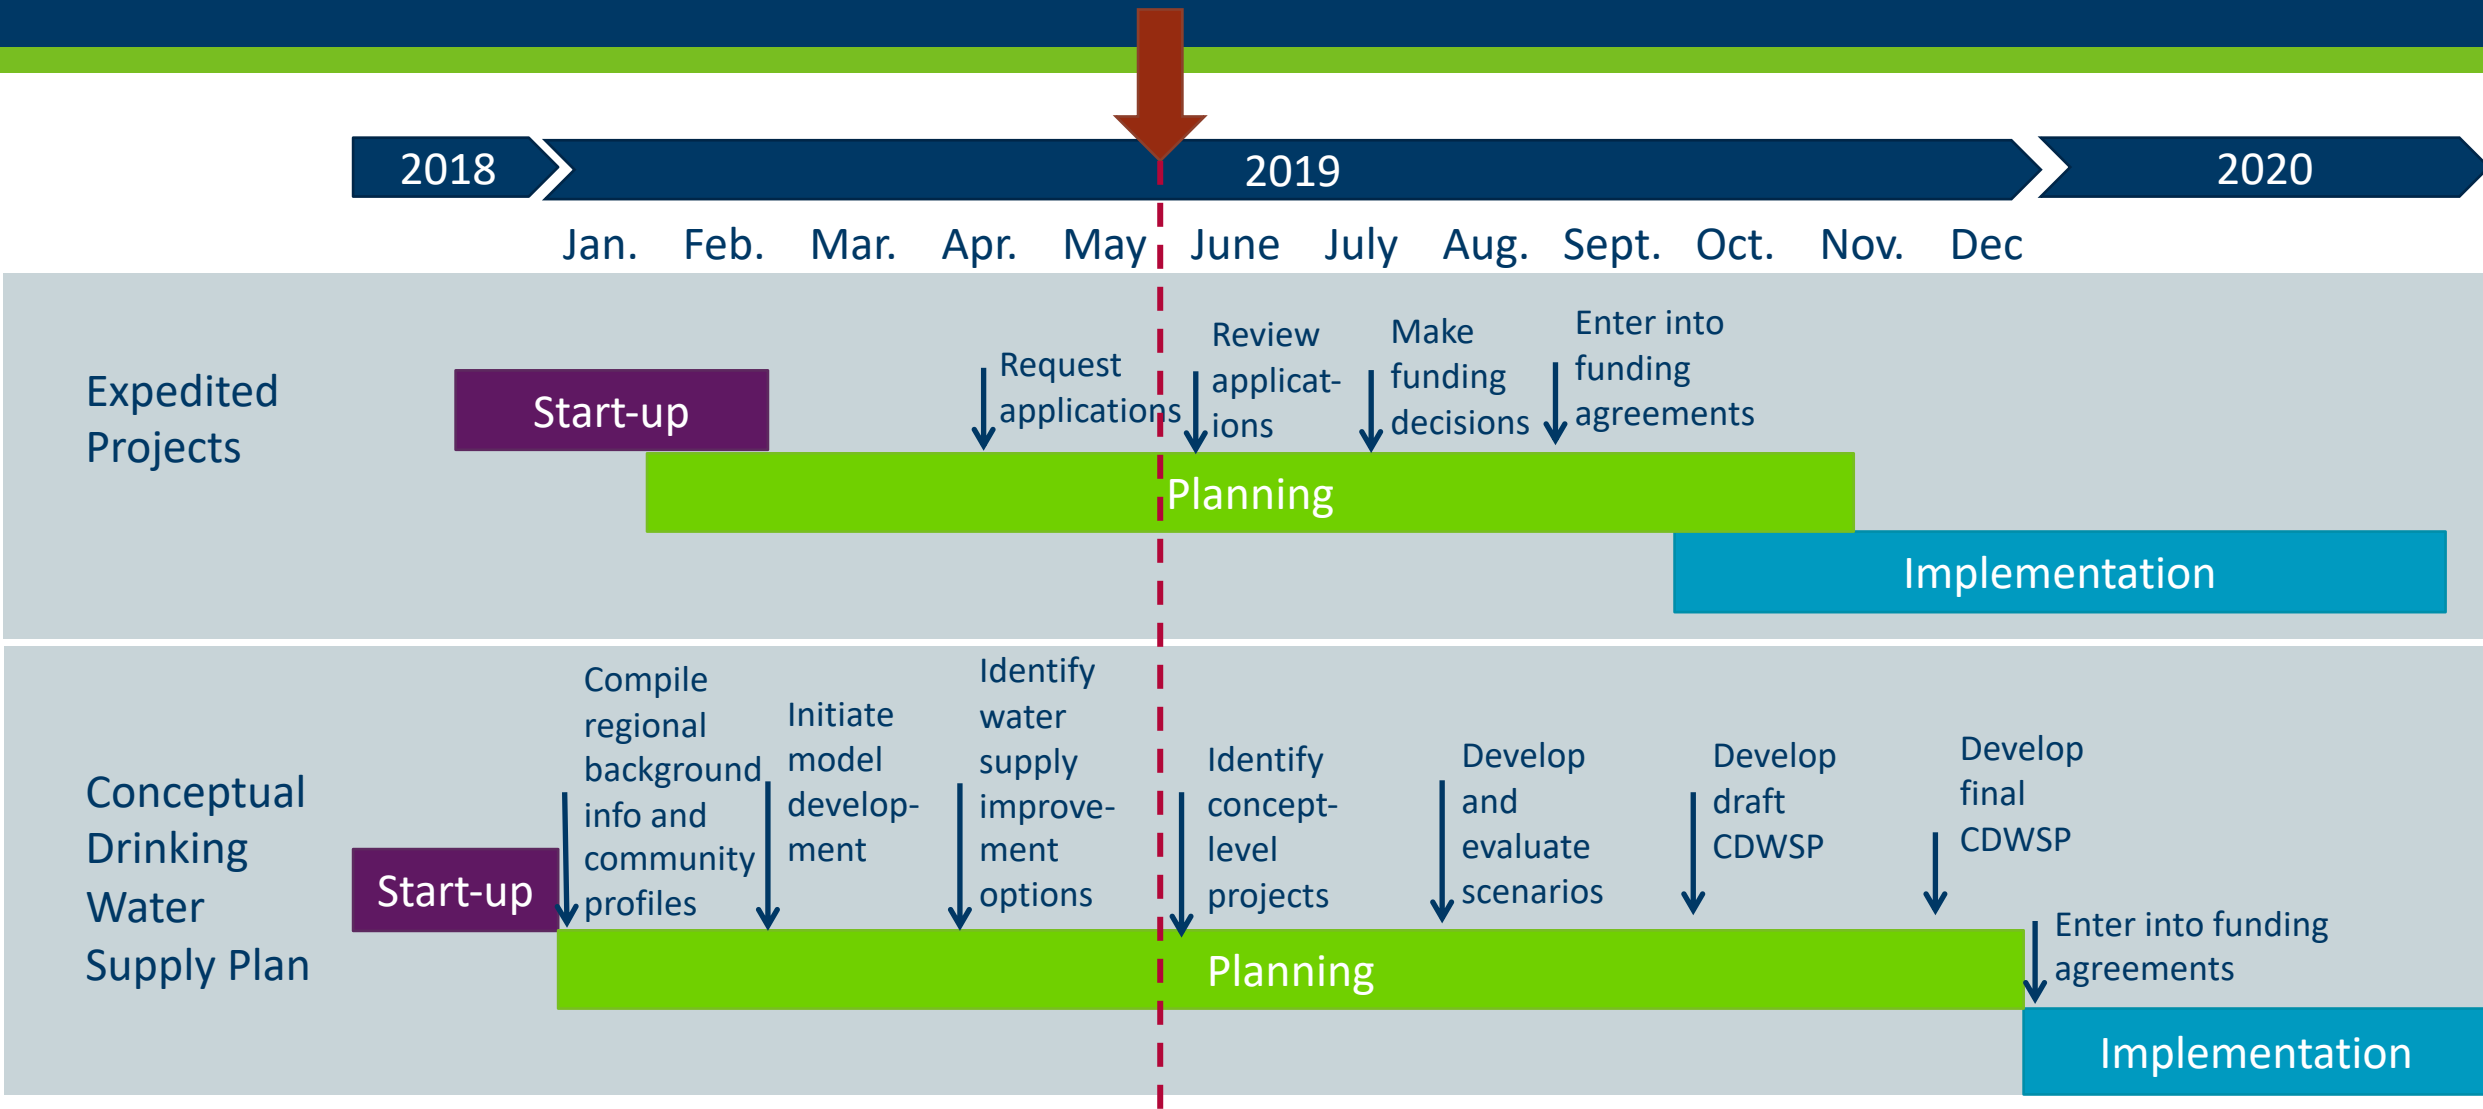 2018
2019
2020
Jan. Feb. Mar. Apr. May June July Aug. Sept. Oct. Nov. Dec
Expedited
Projects
Start-up
Request
applications
Review
applicat-
ions
Make
funding
decisions
Enter into
funding
agreements
Planning
Implementation
Conceptual
Drinking
Water
Supply Plan
Start-up
Compile
regional
background
info and
community
profiles
Initiate
model
develop-
ment
Identify
water
supply
improve-
ment
options
Identify
concept-
level
projects
Develop
and
evaluate
scenarios
Develop
draft
CDWSP
Develop
final
CDWSP
Enter into funding
agreements
Planning
Implementation